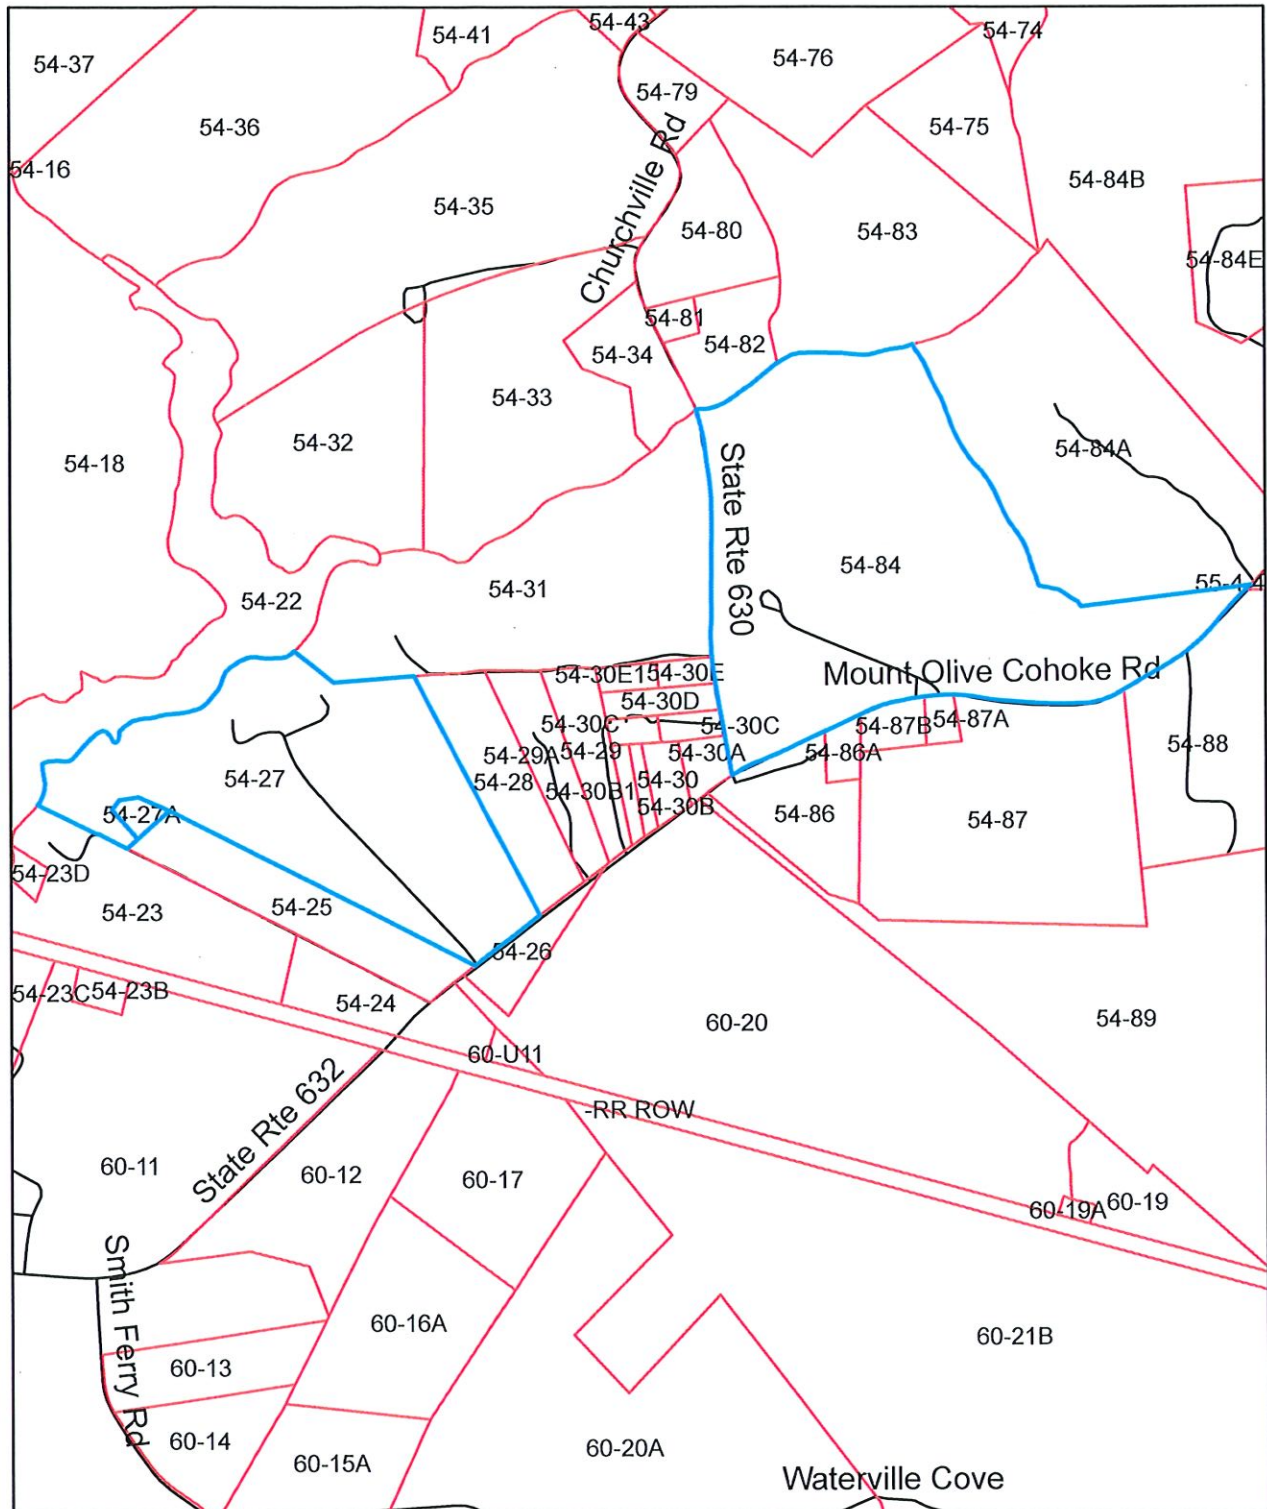 54-43
54-74
54-41
54-76
54-37
54-79
54-36
54-75
54-16
54-84B
54-35
Churchville Rd
54-80
54-83
54-84E
54-81
54-82
54-34
54-33
54-32
54-84A
54-18
State Rte 630
54-84
55-4-4
54-31
54-22
Mount Olive Cohoke Rd
54-30E1
54-30E
54-30D
54-30C
54-30C
54-87B
54-87A
54-29A
54-29
54-30A
54-86A
54-88
54-27
54-28
54-30B1
54-30
54-30B
54-27A
54-86
54-87
54-23D
54-23
54-25
54-26
54-23C
54-23B
54-24
60-20
54-89
60-U11
State Rte 632
-RR ROW
60-11
60-12
60-17
60-19A
60-19
Smith Ferry Rd
60-16A
60-21B
60-13
60-14
60-15A
60-20A
Waterville Cove